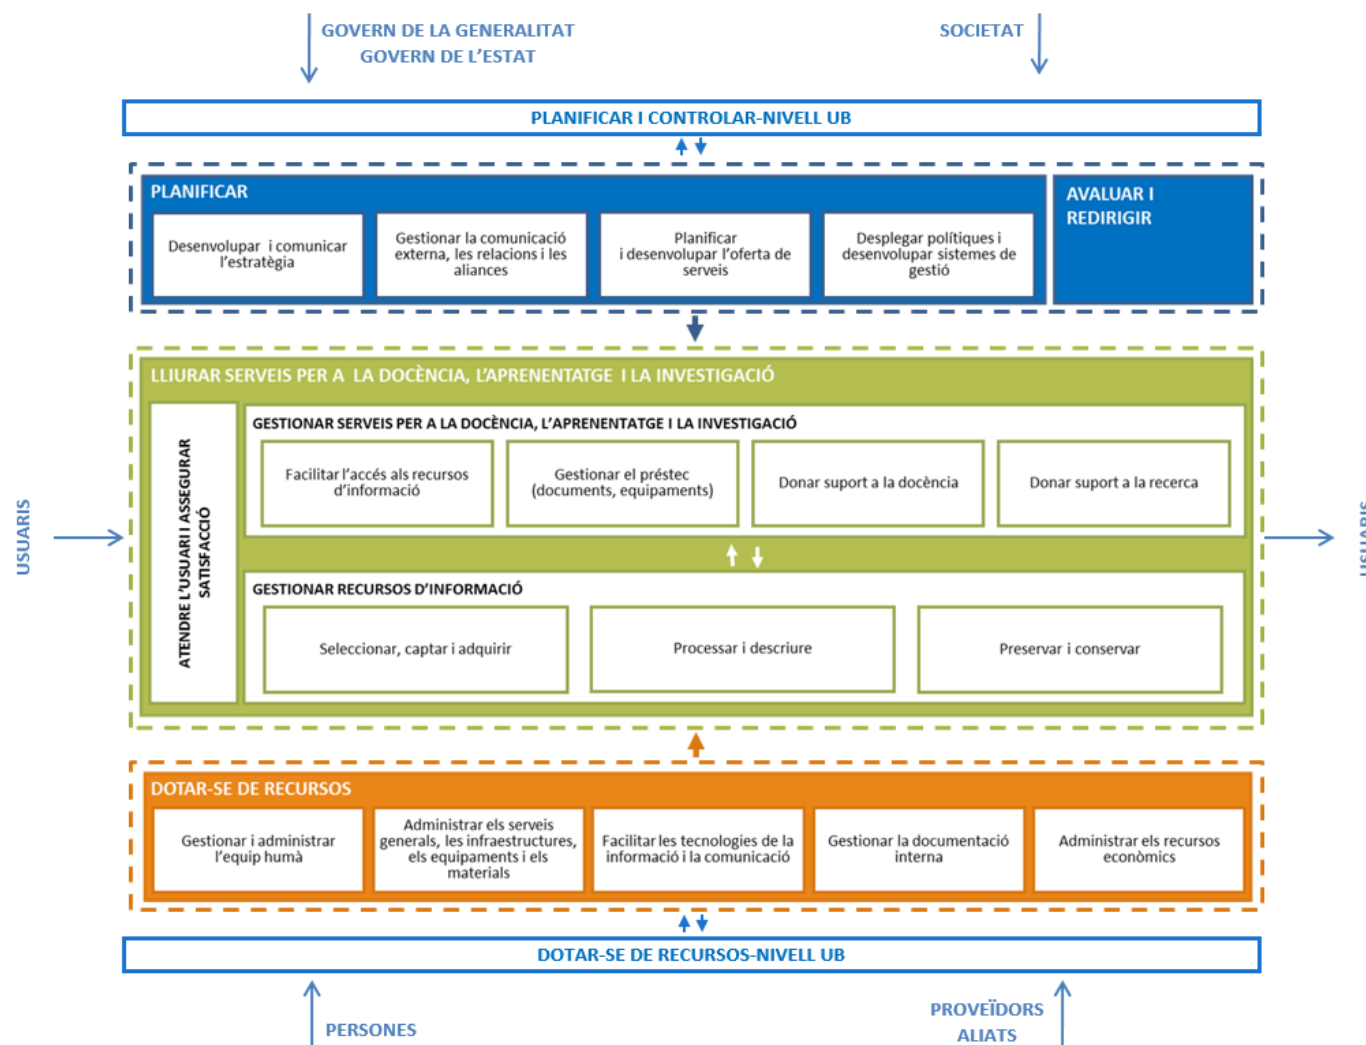 GOVERN DE LA GENERALITAT
GOVERN DE L'ESTAT
SOCIETAT
PLANIFICAR I CONTROLAR-NIVELL UB
PLANIFICAR
Desenvolupar i comunicar
l'estratègia
Gestionar la comunicació
externa, les relacions i les
aliances
Planificar
i desenvolupar l'oferta de
serveis
Desplegar polítiques i
desenvolupar sistemes de
gestió
AVALUAR I
REDIRIGIR
LLIURAR SERVEIS PER A LA DOCÈNCIA, L'APRENENTATGE I LA INVESTIGACIÓ
USUARIS
ATENDRE L'USUARI I ASSEGURAR
SATISFACCIÓ
GESTIONAR SERVEIS PER A LA DOCÈNCIA, L'APRENENTATGE I LA INVESTIGACIÓ
Facilitar l'accés als recursos
d'informació
Gestionar el préstec
(documents, equipaments)
Donar suport a la docència
Donar suport a la recerca
GESTIONAR RECURSOS D'INFORMACIÓ
Seleccionar, captar i adquirir
Processar i descriure
Preservar i conservar
USUARIS
DOTAR-SE DE RECURSOS
Gestionar i administrar
l'equip humà
Administrar els serveis
generals, les infraestructures,
els equipaments i els
materials
Facilitar les tecnologies de la
informació i la comunicació
Gestionar la documentació
interna
Administrar els recursos
econòmics
DOTAR-SE DE RECURSOS-NIVELL UB
PERSONES
PROVEÏDORS
ALIATS